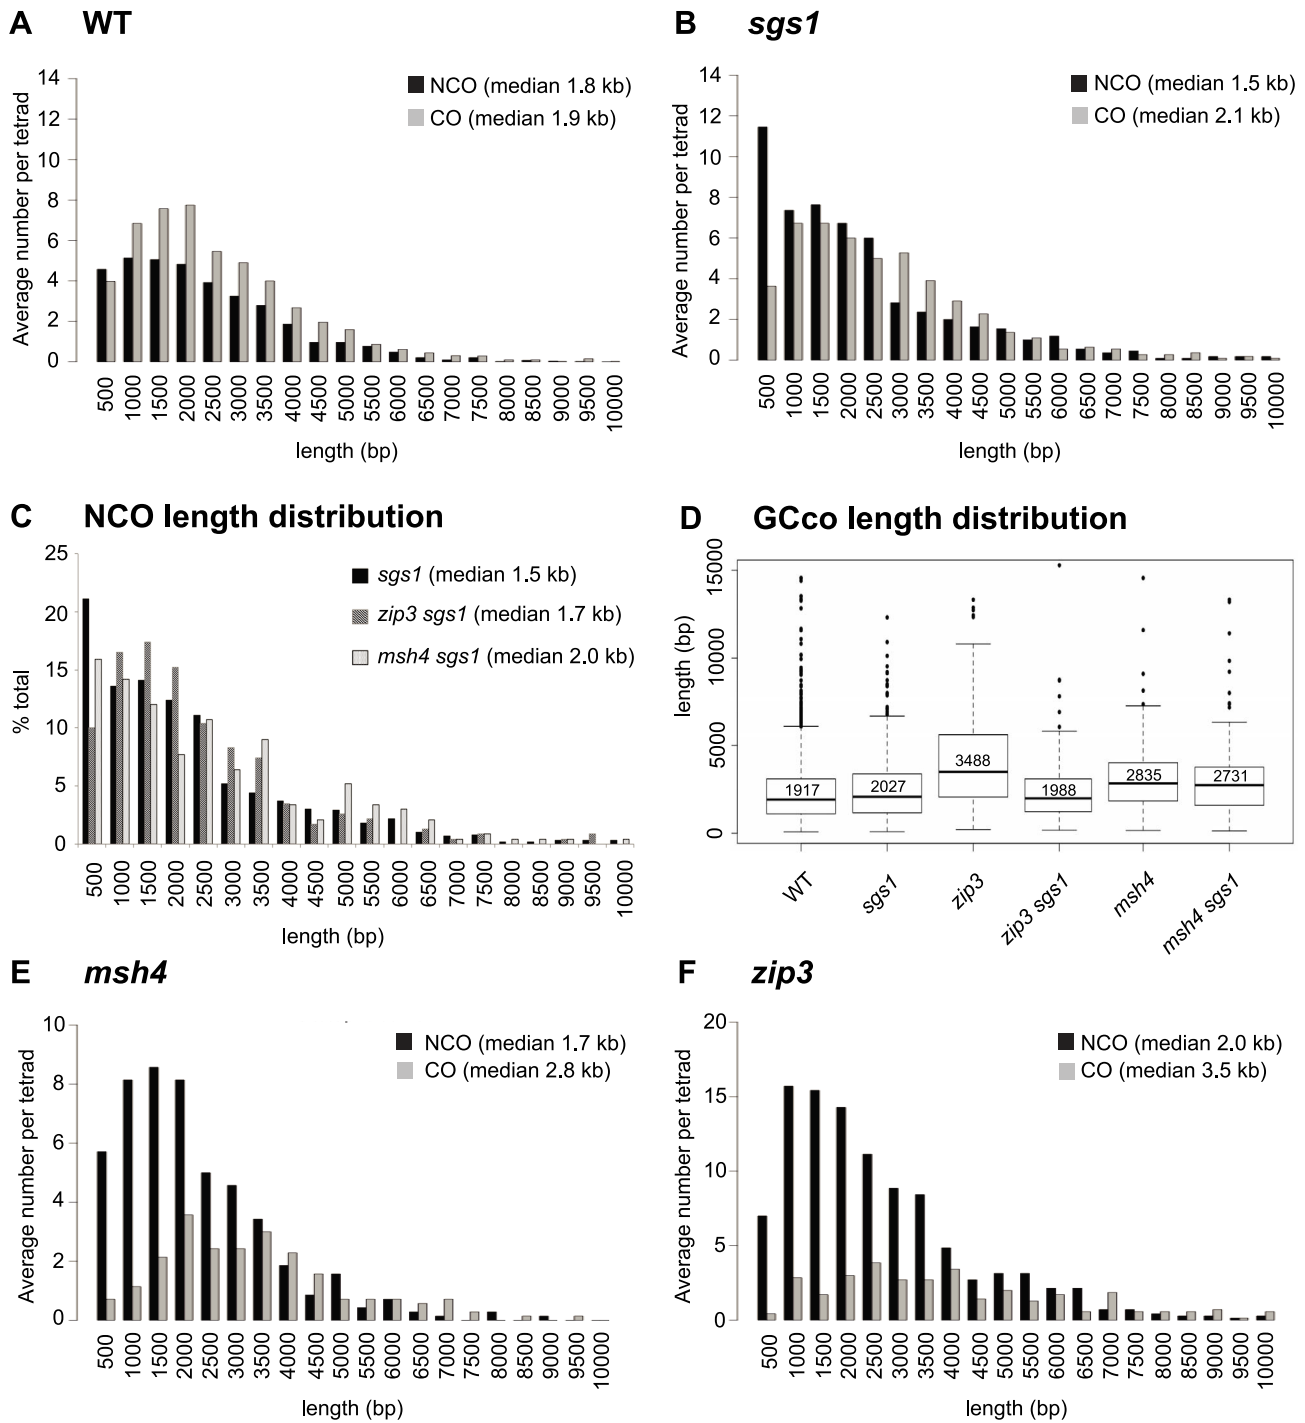 A WT
NCO (median 1.8 kb)
CO (median 1.9 kb)
Average number per tetrad
14
12
10
8
6
4
2
0
500 1000 1500 2000 2500 3000 3500 4000 4500 5000 5500 6000 6500 7000 7500 8000 8500 9000 9500 10000
length (bp)
B sgs1
NCO (median 1.5 kb)
CO (median 2.1 kb)
Average number per tetrad
14
12
10
8
6
4
2
0
500 1000 1500 2000 2500 3000 3500 4000 4500 5000 5500 6000 6500 7000 7500 8000 8500 9000 9500 10000
length (bp)
C NCO length distribution
sgs1 (median 1.5 kb)
zip3 sgs1 (median 1.7 kb)
msh4 sgs1 (median 2.0 kb)
% total
25
20
15
10
5
0
500 1000 1500 2000 2500 3000 3500 4000 4500 5000 5500 6000 6500 7000 7500 8000 8500 9000 9500 10000
length (bp)
D GCco length distribution
length (bp)
15000
10000
5000
0
1917 2027 3488 1988 2835 2731
WT sgs1 zip3 zip3 sgs1 msh4 msh4 sgs1
E msh4
NCO (median 1.7 kb)
CO (median 2.8 kb)
Average number per tetrad
10
8
6
4
2
0
500 1000 1500 2000 2500 3000 3500 4000 4500 5000 5500 6000 6500 7000 7500 8000 8500 9000 9500 10000
length (bp)
F zip3
NCO (median 2.0 kb)
CO (median 3.5 kb)
Average number per tetrad
20
15
10
5
0
500 1000 1500 2000 2500 3000 3500 4000 4500 5000 5500 6000 6500 7000 7500 8000 8500 9000 9500 10000
length (bp)